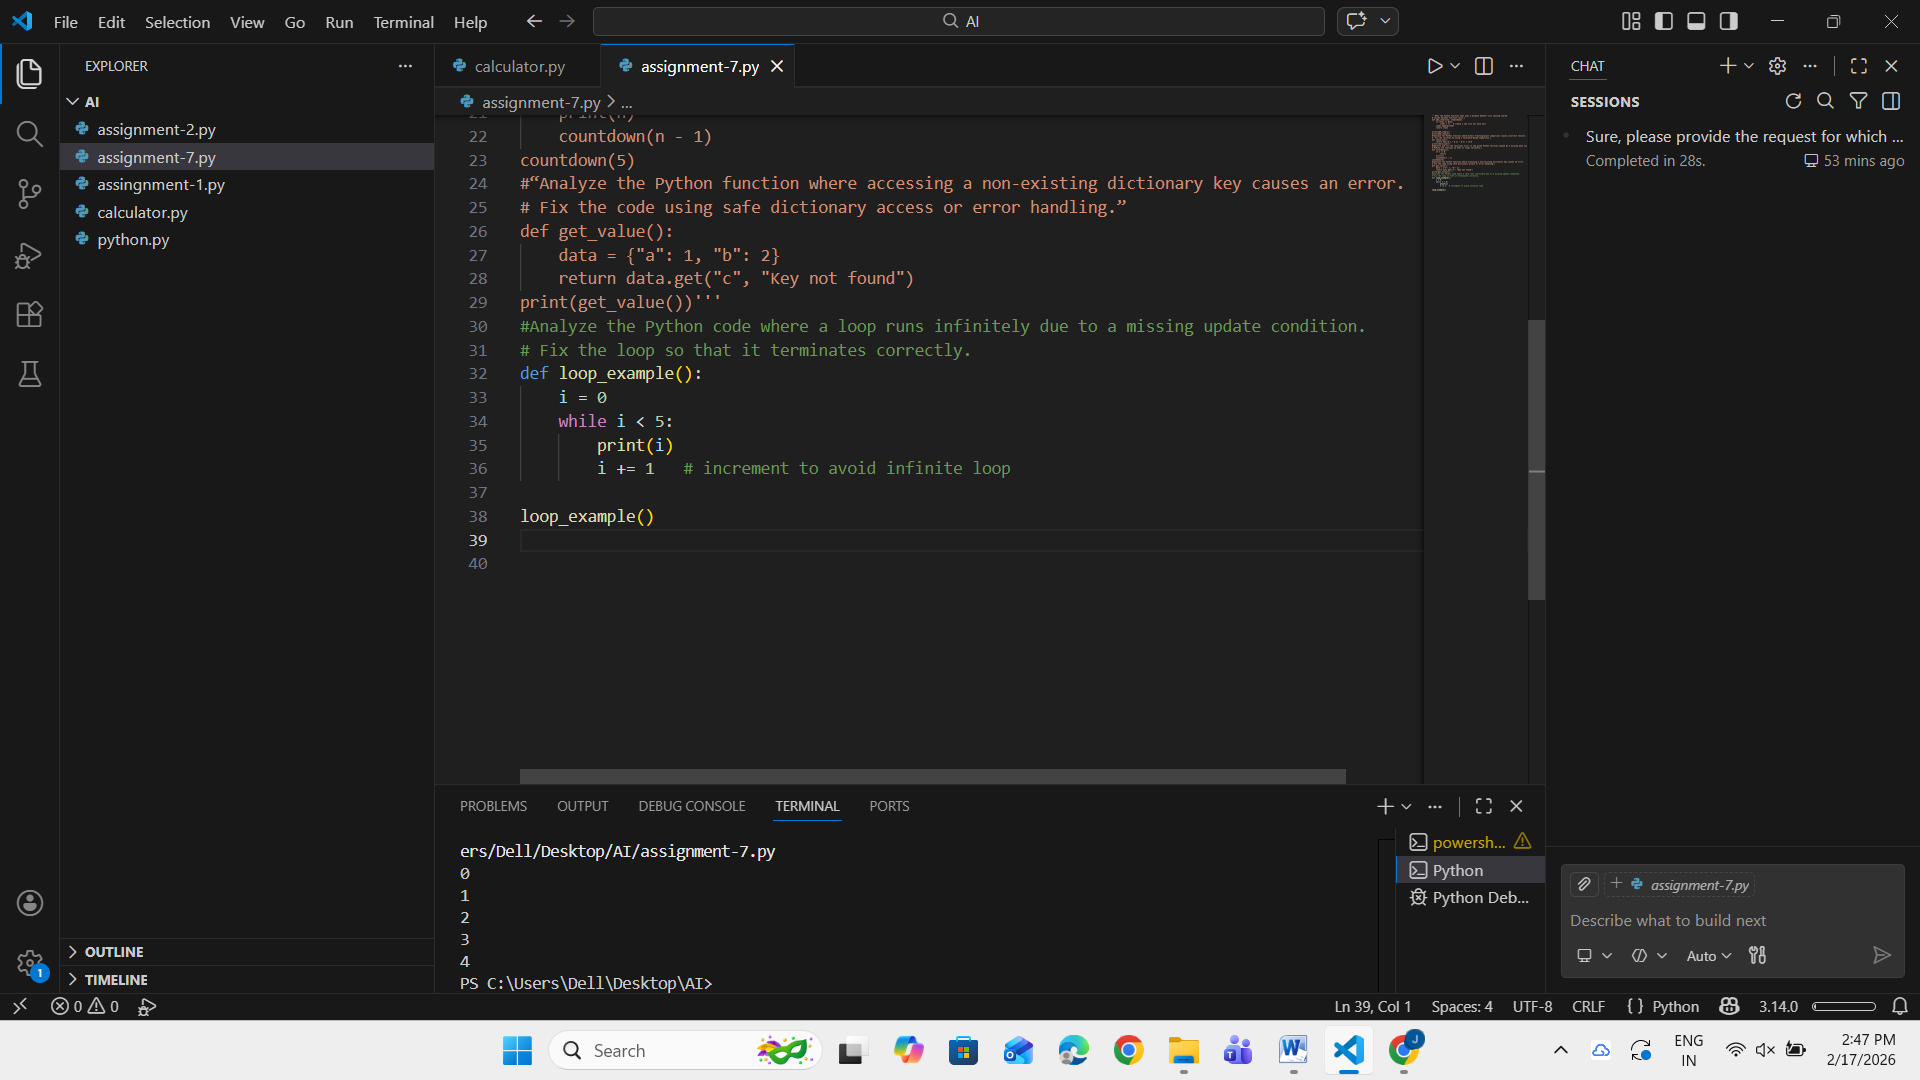 File Edit Selection View Go Run Terminal Help
AI
EXPLORER
AI
assignment-2.py
assignment-7.py
assingnment-1.py
calculator.py
python.py
OUTLINE
TIMELINE
calculator.py
assignment-7.py
assignment-7.py > ...
21 print(n)
22 countdown(n - 1)
23 countdown(5)
24 #“Analyze the Python function where accessing a non-existing dictionary key causes an error.
25 # Fix the code using safe dictionary access or error handling.”
26 def get_value():
27 data = {"a": 1, "b": 2}
28 return data.get("c", "Key not found")
29 print(get_value())'''
30 #Analyze the Python code where a loop runs infinitely due to a missing update condition.
31 # Fix the loop so that it terminates correctly.
32 def loop_example():
33 i = 0
34 while i < 5:
35 print(i)
36 i += 1 # increment to avoid infinite loop
37
38 loop_example()
39
40
PROBLEMS OUTPUT DEBUG CONSOLE TERMINAL PORTS
ers/Dell/Desktop/AI/assignment-7.py
0
1
2
3
4
PS C:\Users\Dell\Desktop\AI>
powersh...
Python
Python Deb...
CHAT
SESSIONS
Sure, please provide the request for which ...
Completed in 28s. 53 mins ago
assignment-7.py
Describe what to build next
Auto
1
0 0
Ln 39, Col 1 Spaces: 4 UTF-8 CRLF {} Python 3.14.0
Search
J
ENG
IN
2:47 PM
2/17/2026